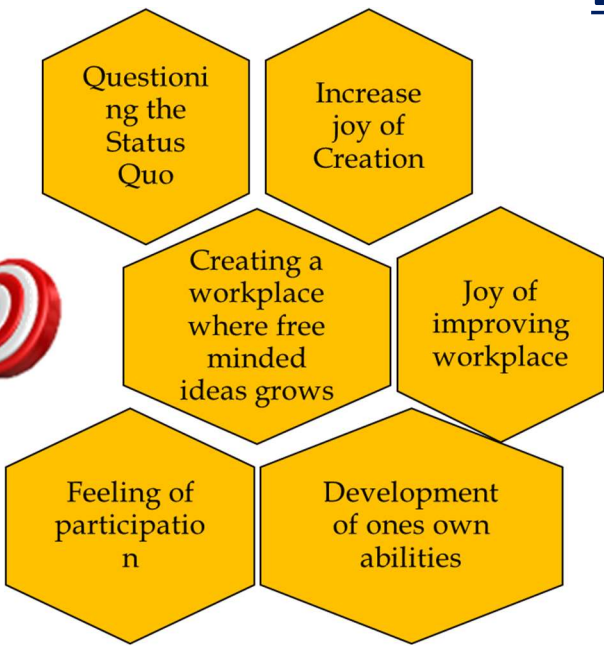 Questioni
ng the
Status
Quo
Increase
joy of
Creation
Creating a
workplace
where free
minded
ideas grows
Joy of
improving
workplace
Feeling of
participatio
n
Development
of ones own
abilities